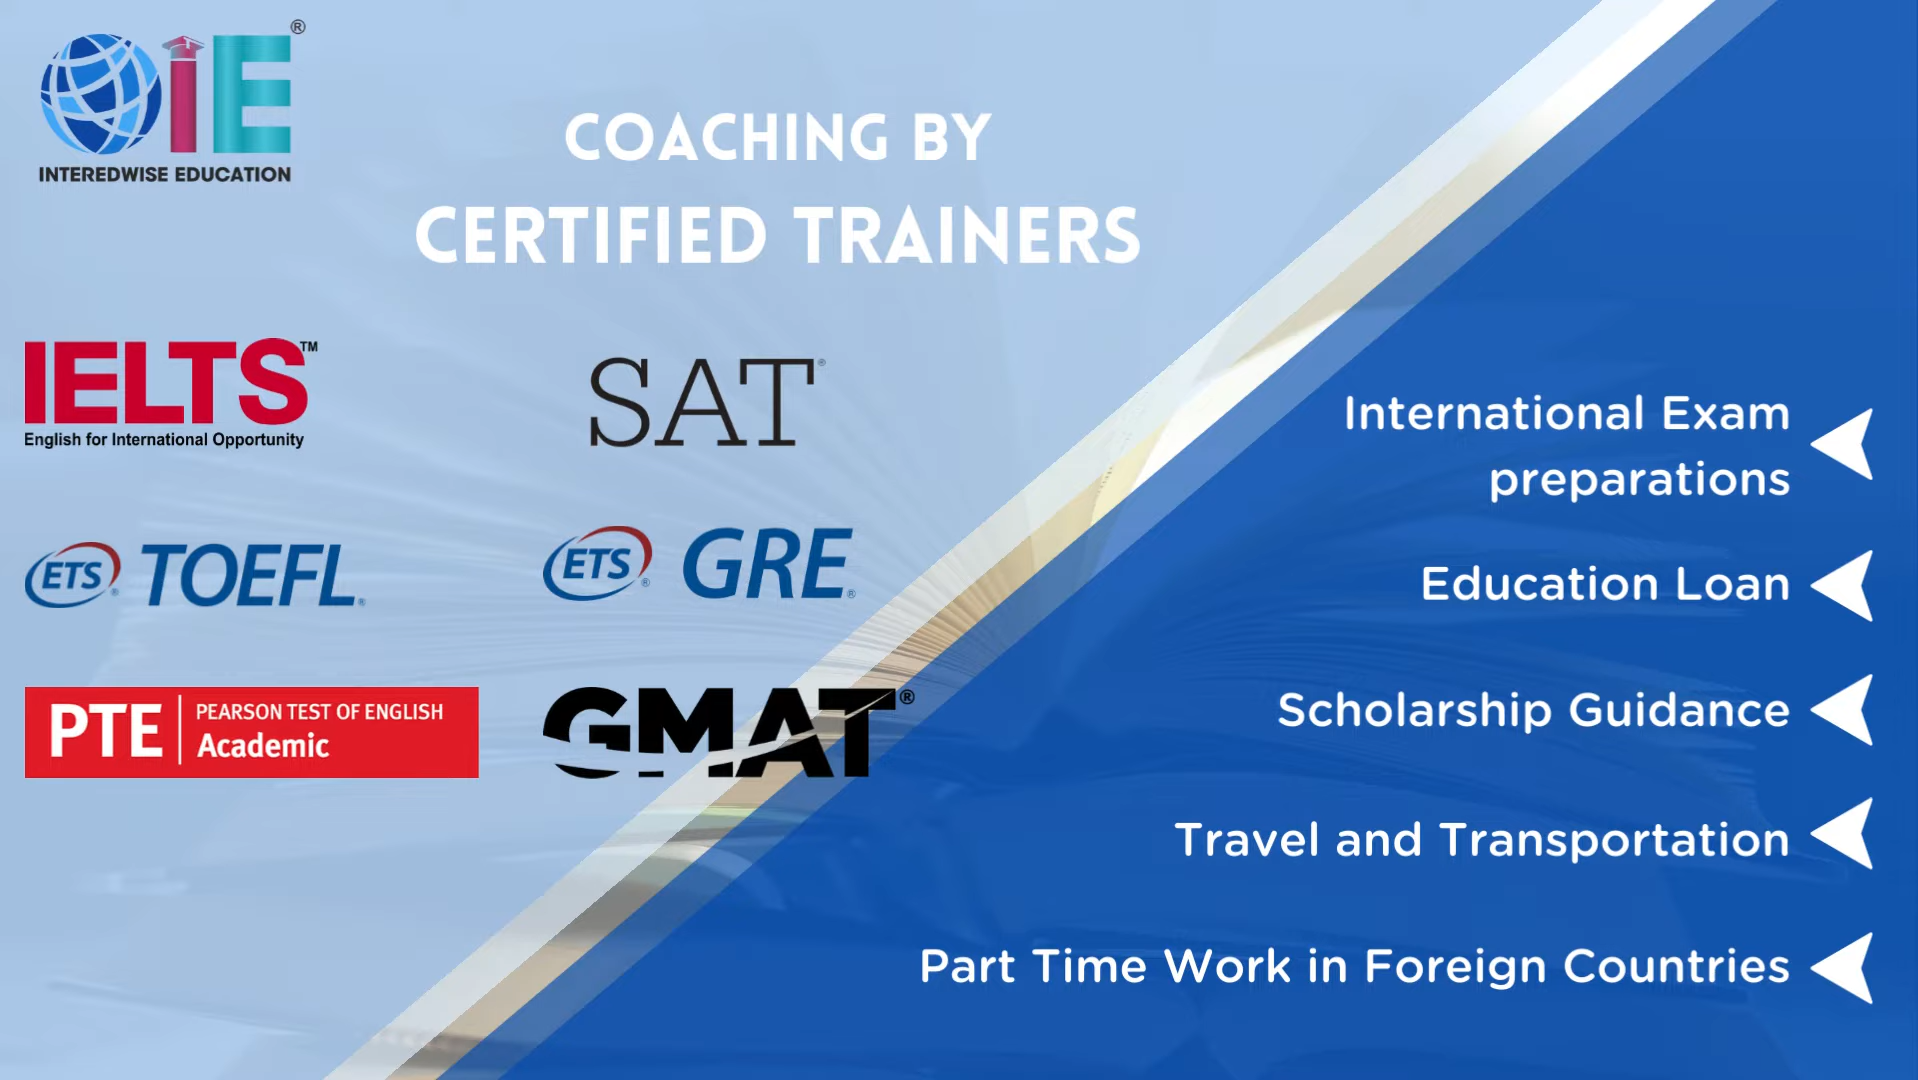 IE®
INTEREDWISE EDUCATION
COACHING BY
CERTIFIED TRAINERS
IELTS™
English for International Opportunity
SAT®
ETS® TOEFL®
ETS® GRE®
PTE PEARSON TEST OF ENGLISH
Academic
GMAT®
International Exam
preparations
Education Loan
Scholarship Guidance
Travel and Transportation
Part Time Work in Foreign Countries